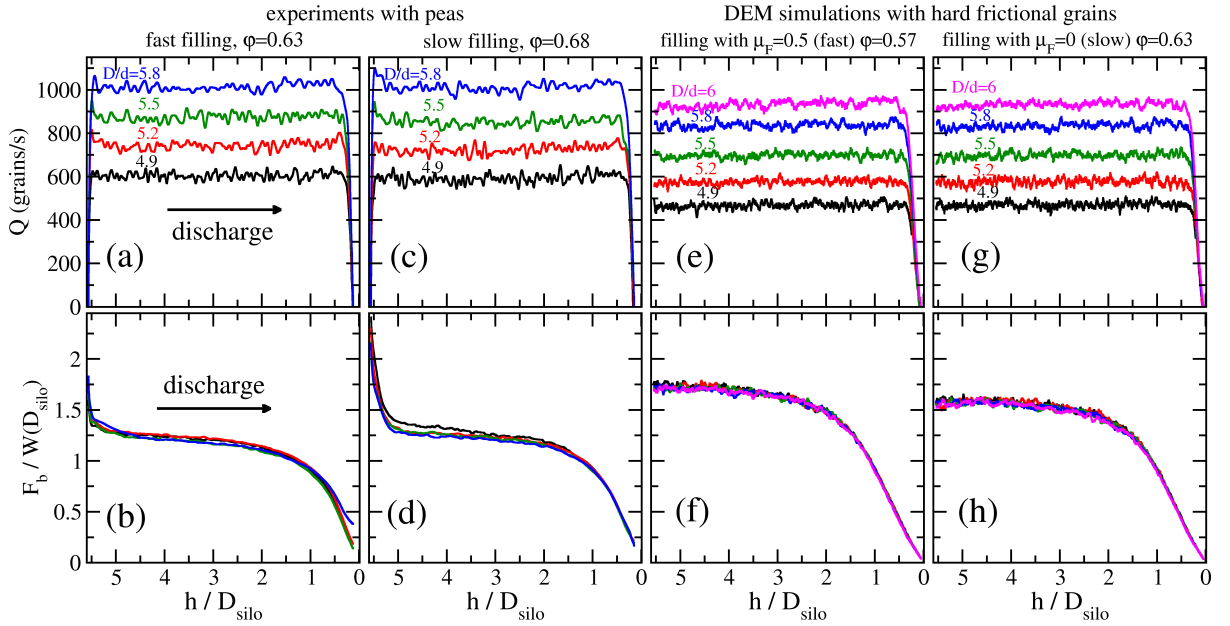 experiments with peas
DEM simulations with hard frictional grains
fast filling, φ=0.63
slow filling, φ=0.68
filling with μF=0.5 (fast) φ=0.57
filling with μF=0 (slow) φ=0.63
Q (grains/s)
1000
800
600
400
200
0
D/d=5.8
5.5
5.2
4.9
discharge
(a)
D/d=5.8
5.5
5.2
4.9
(c)
D/d=6
5.8
5.5
5.2
4.9
(e)
D/d=6
5.8
5.5
5.2
4.9
(g)
Fb / W(Dsilo)
2
1.5
1
0.5
0
discharge
(b)
(d)
(f)
(h)
5 4 3 2 1 0
5 4 3 2 1 0
5 4 3 2 1 0
5 4 3 2 1 0
h / Dsilo
h / Dsilo
h / Dsilo
h / Dsilo